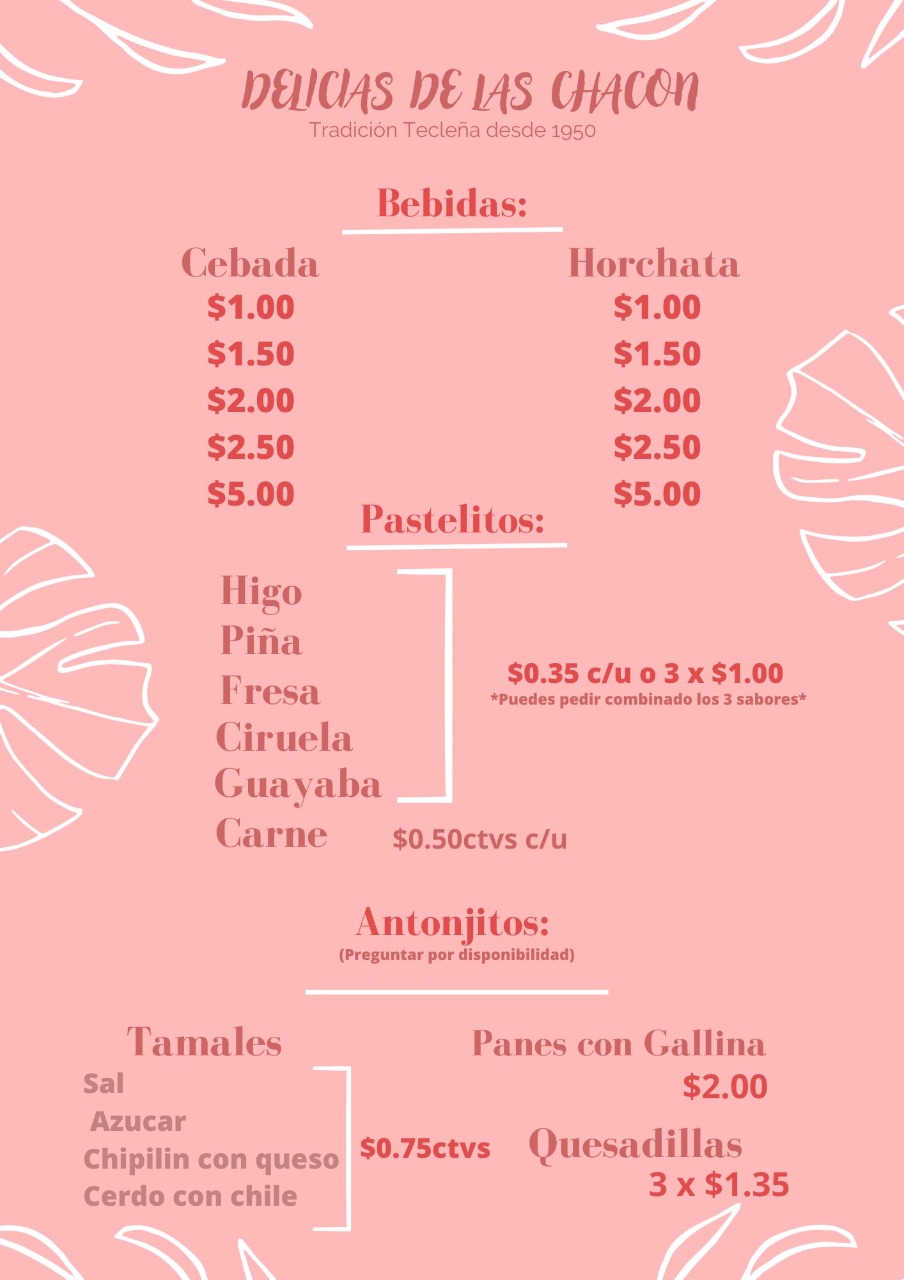 DELICIAS DE LAS CHACON
Tradición Tecleña desde 1950
Bebidas:
Cebada
$1.00
$1.50
$2.00
$2.50
$5.00
Horchata
$1.00
$1.50
$2.00
$2.50
$5.00
Pastelitos:
Higo
Piña
Fresa
Ciruela
Guayaba
$0.35 c/u o 3 x $1.00
*Puedes pedir combinado los 3 sabores*
Carne $0.50ctvs c/u
Antonjitos:
(Preguntar por disponibilidad)
Tamales
Sal
Azucar
Chipilin con queso
Cerdo con chile
$0.75ctvs
Panes con Gallina
$2.00
Quesadillas
3 x $1.35